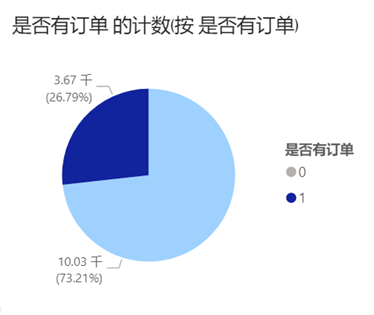 是否有订单 的计数(按 是否有订单)
3.67 千
(26.79%)
是否有订单
0
1
10.03 千
(73.21%)